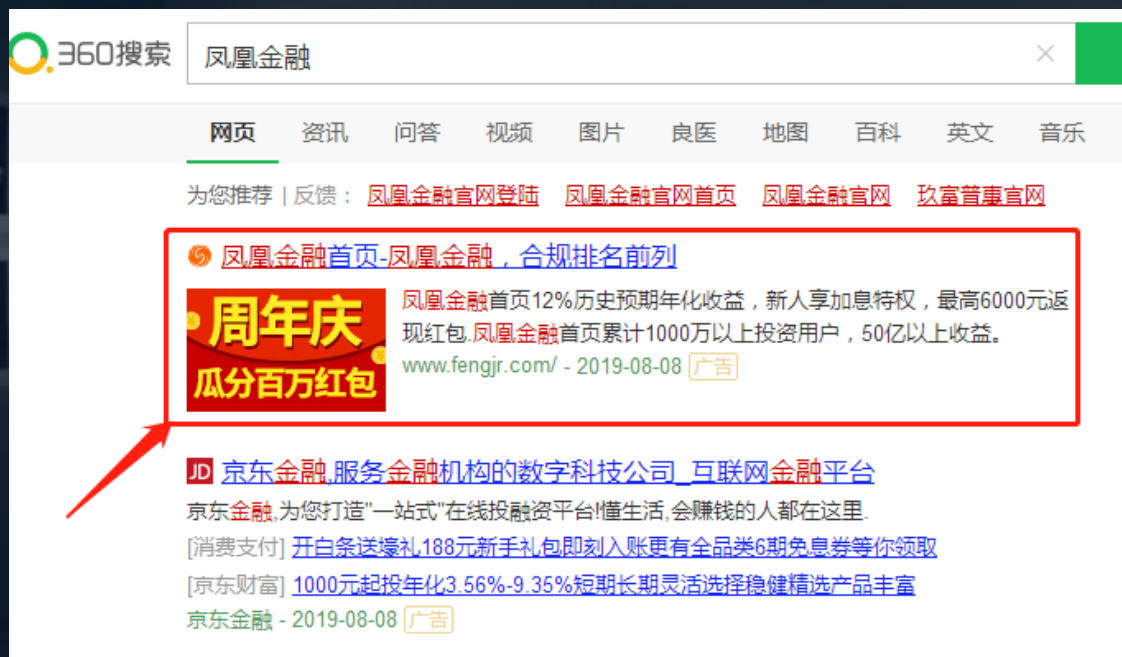 360搜索
凤凰金融
网页 资讯 问答 视频 图片 良医 地图 百科 英文 音乐
为您推荐 | 反馈： 凤凰金融官网登陆 凤凰金融官网首页 凤凰金融官网 玖富普惠官网
凤凰金融首页-凤凰金融，合规排名前列
周年庆
瓜分百万红包
凤凰金融首页12%历史预期年化收益，新人享加息特权，最高6000元返
现红包.凤凰金融首页累计1000万以上投资用户，50亿以上收益。
www.fengjr.com/ - 2019-08-08 广告
JD 京东金融,服务金融机构的数字科技公司_互联网金融平台
京东金融,为您打造"一站式"在线投融资平台!懂生活,会赚钱的人都在这里.
[消费支付] 开白条送壕礼188元新手礼包即刻入账更有全品类6期免息券等你领取
[京东财富] 1000元起投年化3.56%-9.35%短期长期灵活选择稳健精选产品丰富
京东金融 - 2019-08-08 广告